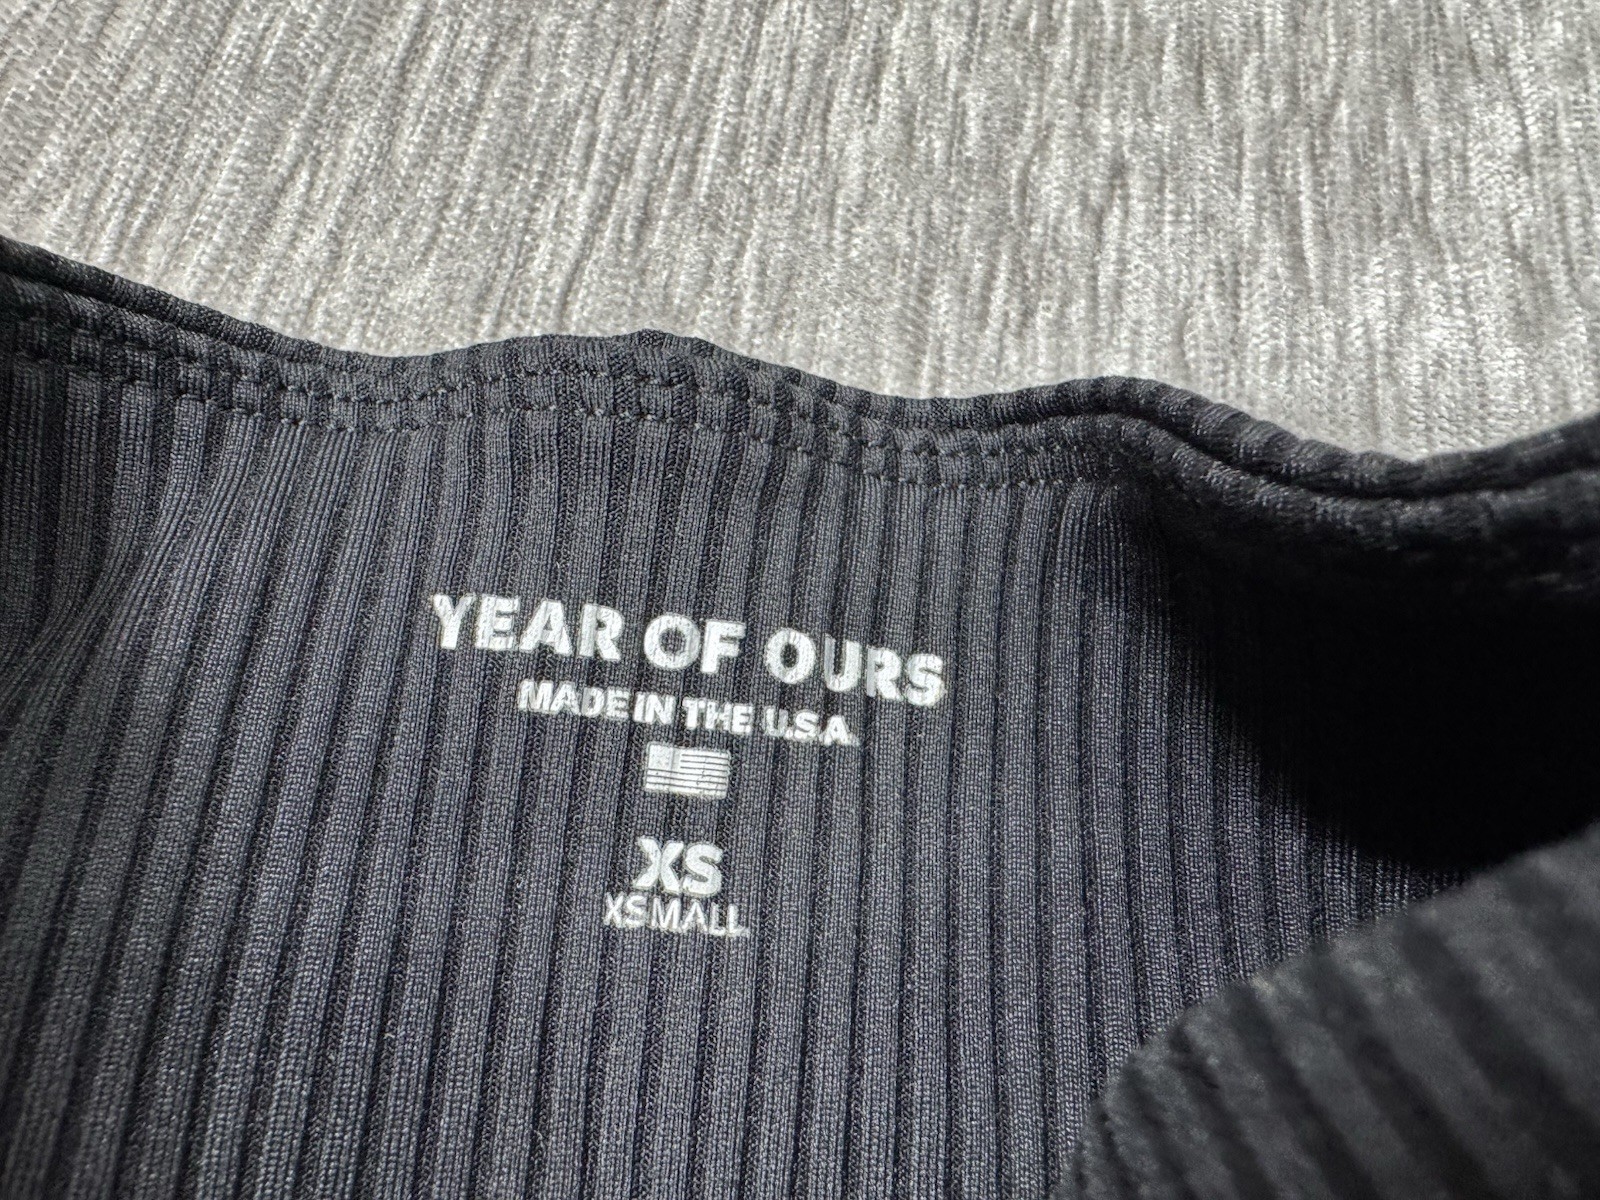 YEAR OF OURS
MADE IN THE U.S.A.
XS
XSMALL